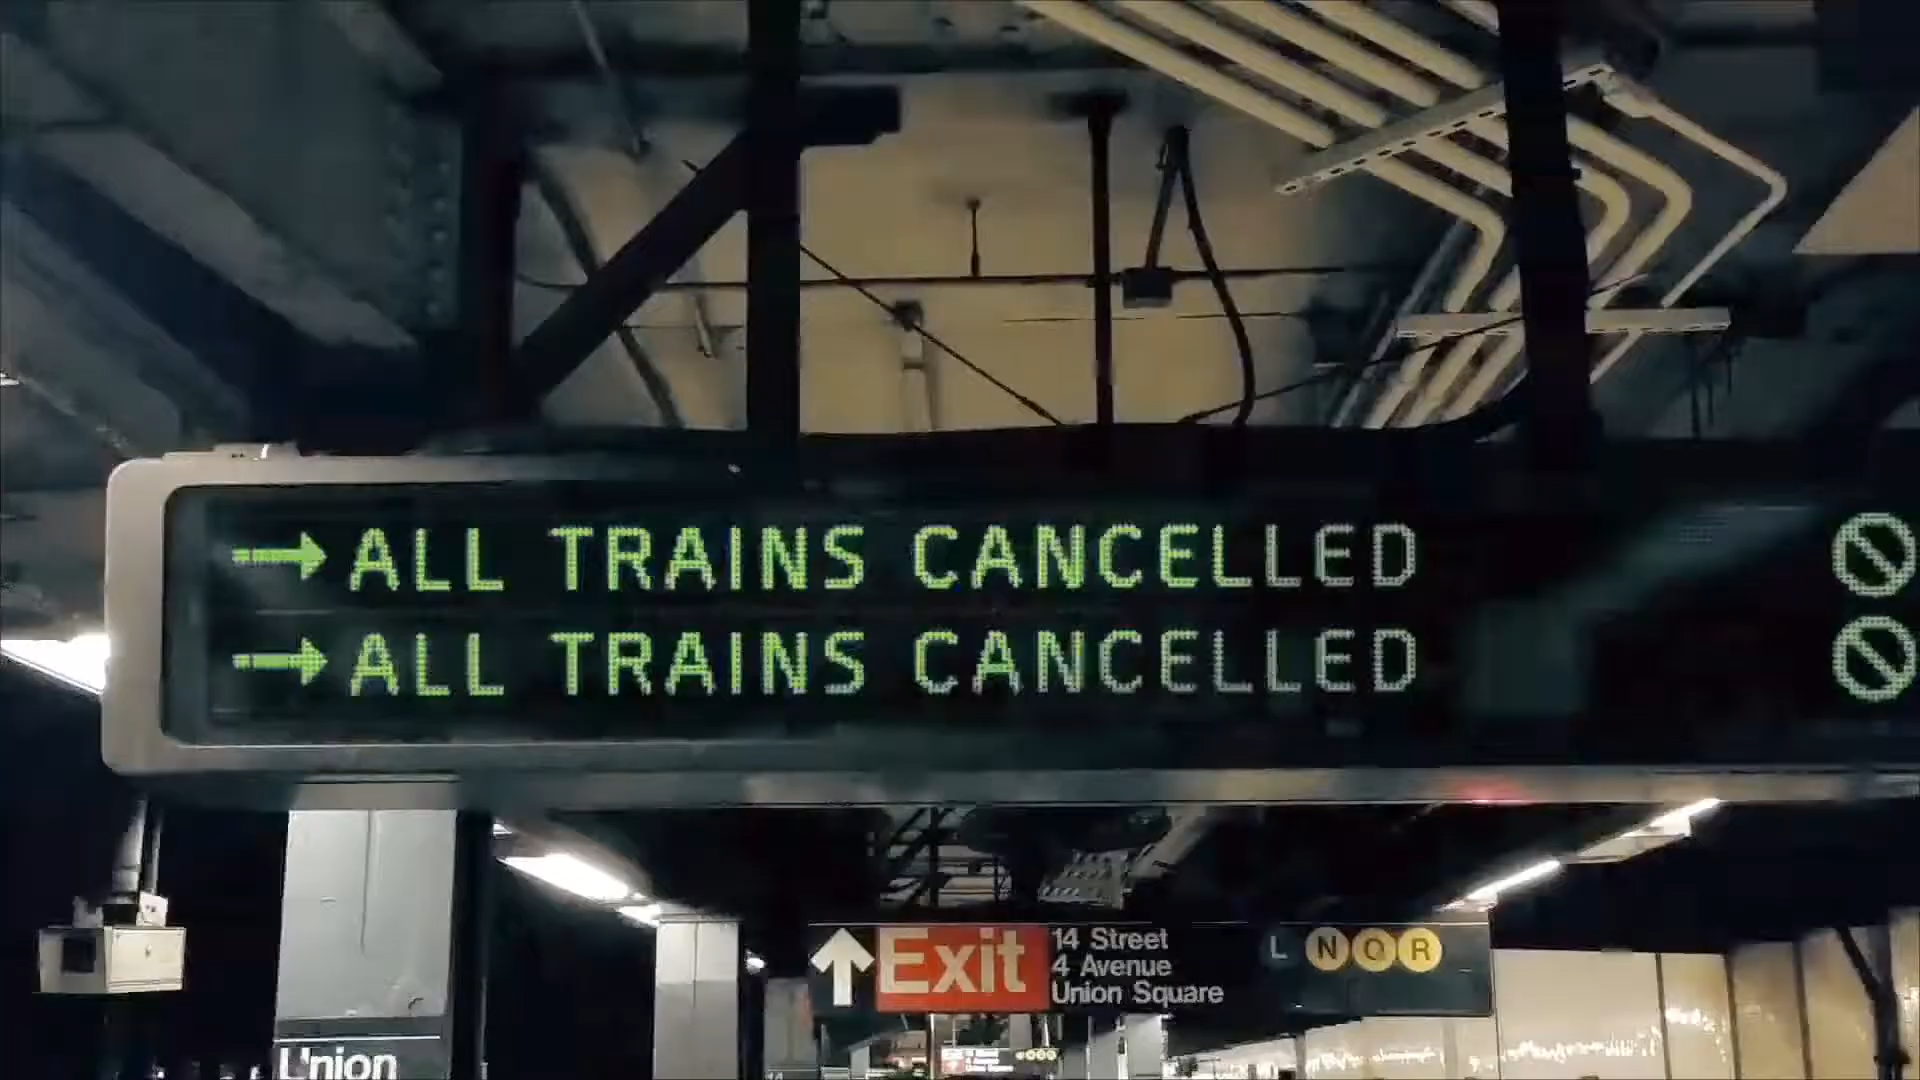 →ALL TRAINS CANCELLED
→ALL TRAINS CANCELLED
Exit
14 Street
4 Avenue
Union Square
L N Q R
Union